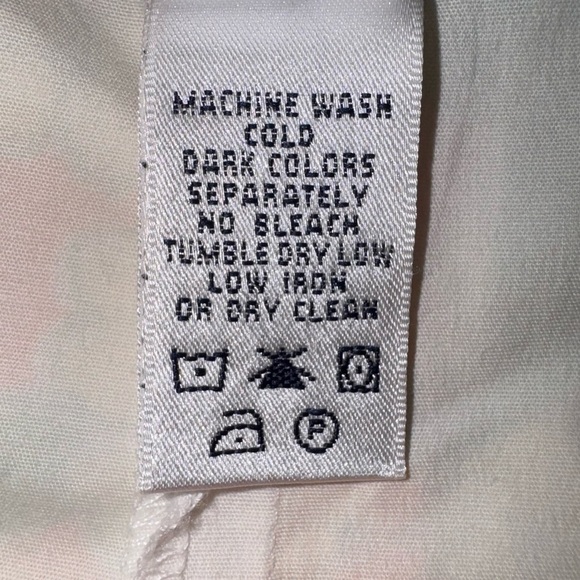 MACHINE WASH
COLD
DARK COLORS
SEPARATELY
NO BLEACH
TUMBLE DRY LOW
LOW IRON
OR DRY CLEAN
P